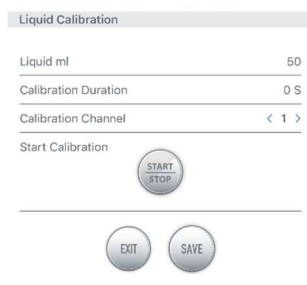 Liquid Calibration
Liquid ml 50
Calibration Duration 0 S
Calibration Channel < 1 >
Start Calibration
START
STOP
EXIT SAVE